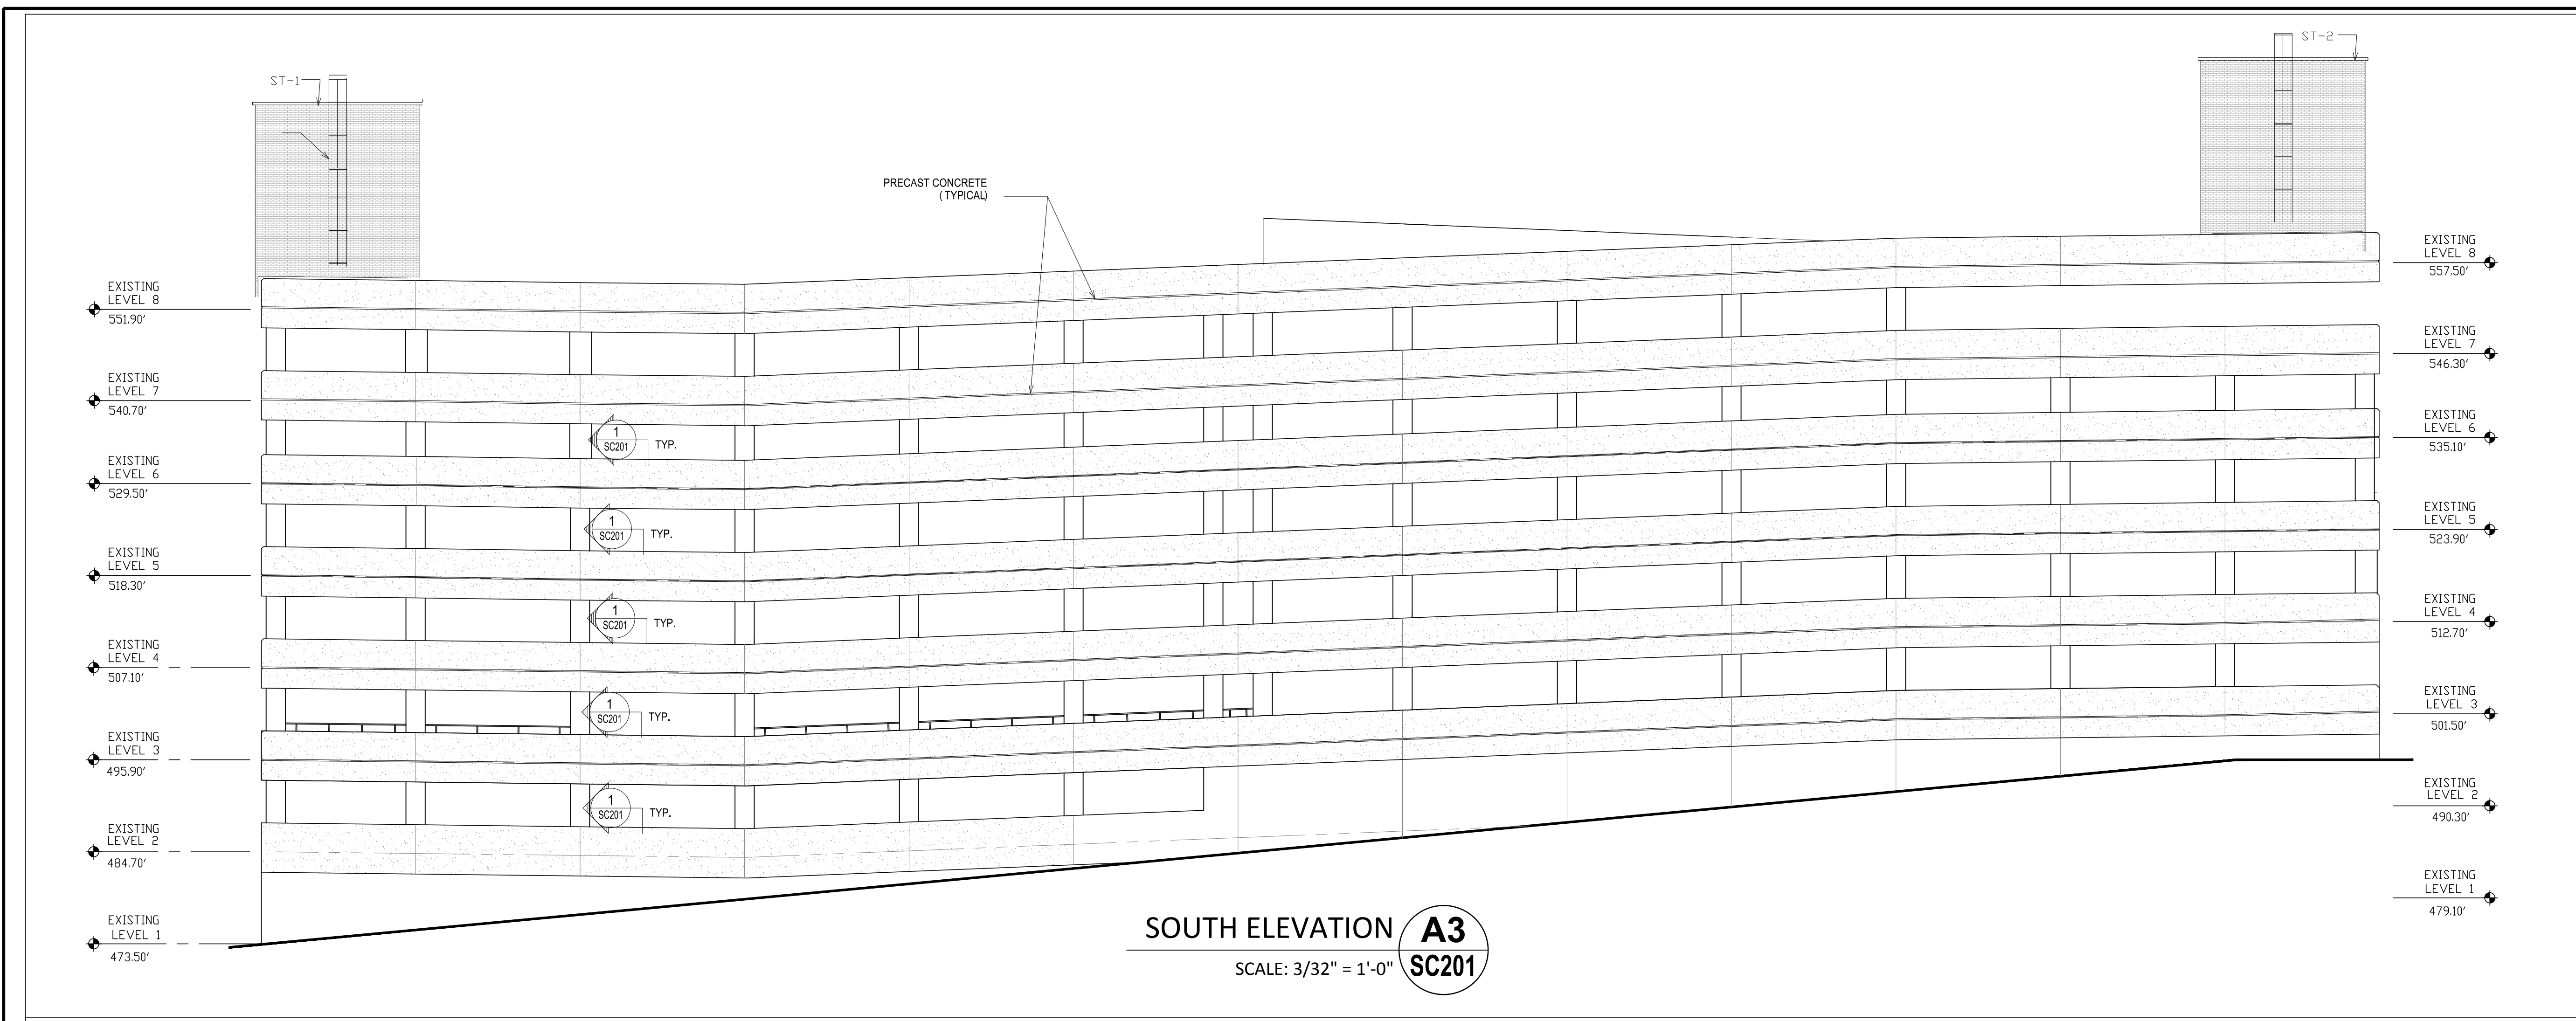 ST-1
ST-2
PRECAST CONCRETE
( TYPICAL)
EXISTING
LEVEL 8
551.90'
EXISTING
LEVEL 7
540.70'
EXISTING
LEVEL 6
529.50'
EXISTING
LEVEL 5
518.30'
EXISTING
LEVEL 4
507.10'
EXISTING
LEVEL 3
495.90'
EXISTING
LEVEL 2
484.70'
EXISTING
LEVEL 1
473.50'
1
SC201
TYP.
1
SC201
TYP.
1
SC201
TYP.
1
SC201
TYP.
1
SC201
TYP.
EXISTING
LEVEL 8
557.50'
EXISTING
LEVEL 7
546.30'
EXISTING
LEVEL 6
535.10'
EXISTING
LEVEL 5
523.90'
EXISTING
LEVEL 4
512.70'
EXISTING
LEVEL 3
501.50'
EXISTING
LEVEL 2
490.30'
EXISTING
LEVEL 1
479.10'
SOUTH ELEVATION
A3
SCALE: 3/32" = 1'-0"
SC201